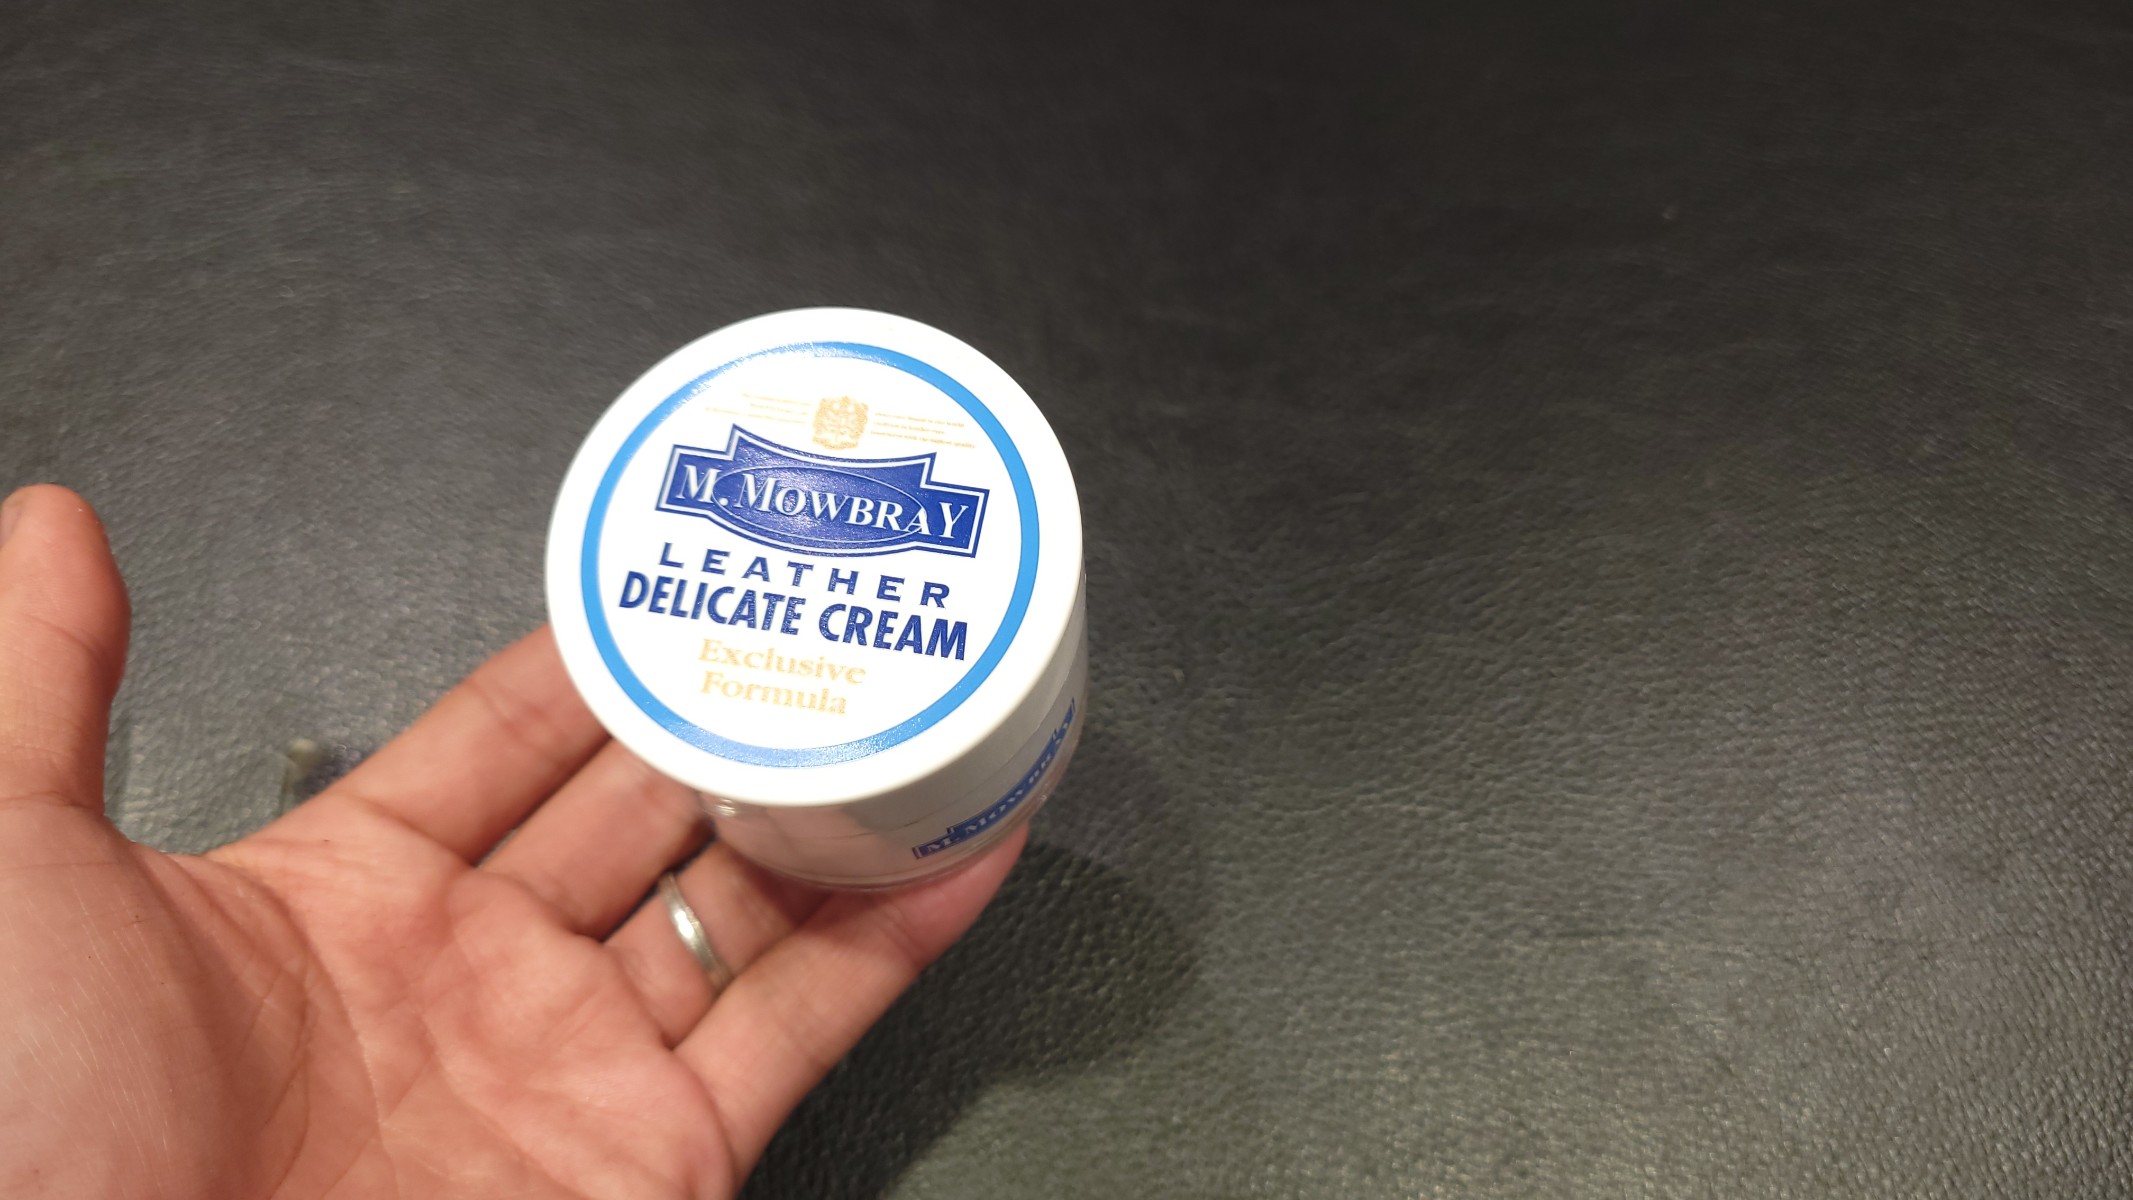 M. MOWBRAY
LEATHER
DELICATE CREAM
Exclusive
Formula
M. MOWBRAY